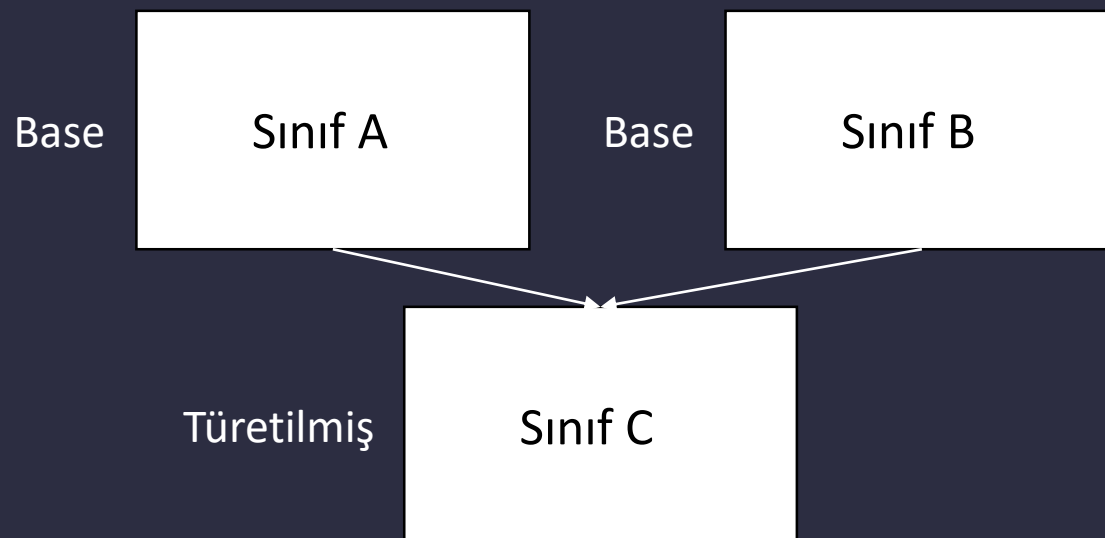 Base
Sınıf A
Base
Sınıf B
Türetilmiş
Sınıf C